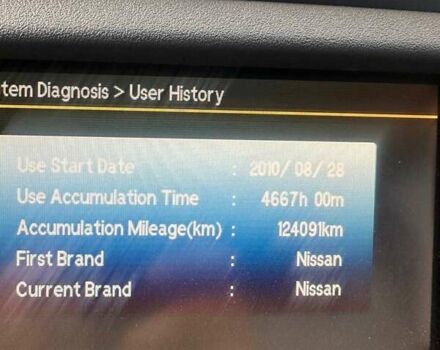 tem Diagnosis > User History
Use Start Date : 2010/ 08/ 28
Use Accumulation Time : 4667h 00m
Accumulation Mileage(km) : 124091km
First Brand : Nissan
Current Brand : Nissan